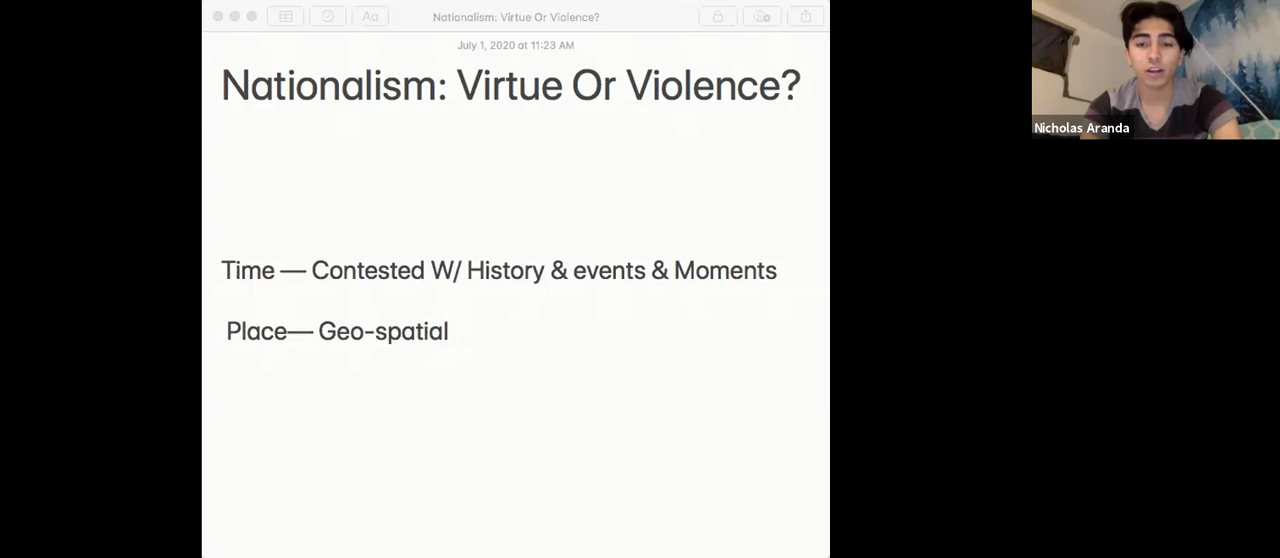 Aa
Nationalism: Virtue Or Violence?
July 1, 2020 at 11:23 AM
Nationalism: Virtue Or Violence?
Time — Contested W/ History & events & Moments
Place— Geo-spatial
Nicholas Aranda